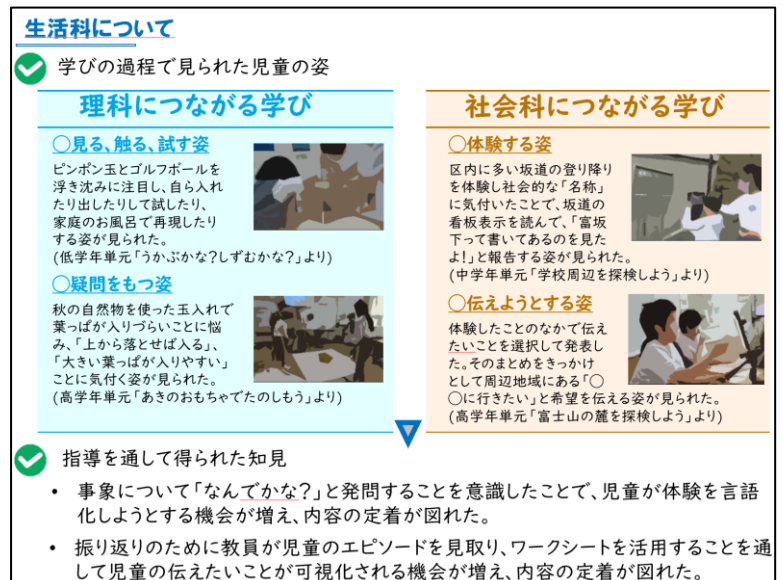 生活科について
学びの過程で見られた児童の姿
理科につながる学び
○見る、触る、試す姿
ピンポン玉とゴルフボールを
浮き沈みに注目し、自ら入れ
たり出したりして試したり、
家庭のお風呂で再現したり
する姿が見られた。
(低学年単元「うかぶかな?しずむかな?」より)
○疑問をもつ姿
秋の自然物を使った玉入れで
葉っぱが入りづらいことに悩
み、「上から落とせば入る」、
「大きい葉っぱが入りやすい」
ことに気付く姿が見られた。
(高学年単元「あきのおもちゃでたのしもう」より)
社会科につながる学び
○体験する姿
区内に多い坂道の登り降り
を体験し社会的な「名称」
に気付いたことで、坂道の
看板表示を読んで、「富坂
下って書いてあるのを見た
よ!」と報告する姿が見られた。
(中学年単元「学校周辺を探検しよう」より)
○伝えようとする姿
体験したことのなかで伝え
たいことを選択して発表し
た。そのまとめをきっかけ
として周辺地域にある「○
○に行きたい」と希望を伝える姿が見られた。
(高学年単元「富士山の麓を探検しよう」より)
指導を通して得られた知見
• 事象について「なんでかな?」と発問することを意識したことで、児童が体験を言語
化しようとする機会が増え、内容の定着が図れた。
• 振り返りのために教員が児童のエピソードを見取り、ワークシートを活用することを通
して児童の伝えたいことが可視化される機会が増え、内容の定着が図れた。